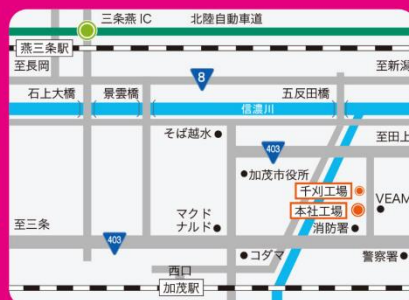 三条燕IC
北陸自動車道
燕三条駅
至長岡
8
至新潟
石上大橋
景雲橋
五反田橋
信濃川
そば越水
403
至田上
加茂市役所
千刈工場
VEAM
本社工場
マクド
ナルド
消防署
至三条
403
コダマ
警察署
西口
加茂駅